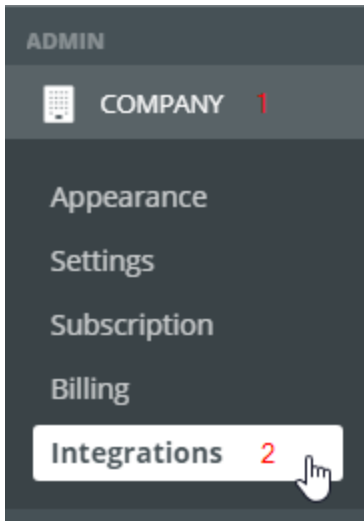 ADMIN
COMPANY 1
Appearance
Settings
Subscription
Billing
Integrations 2